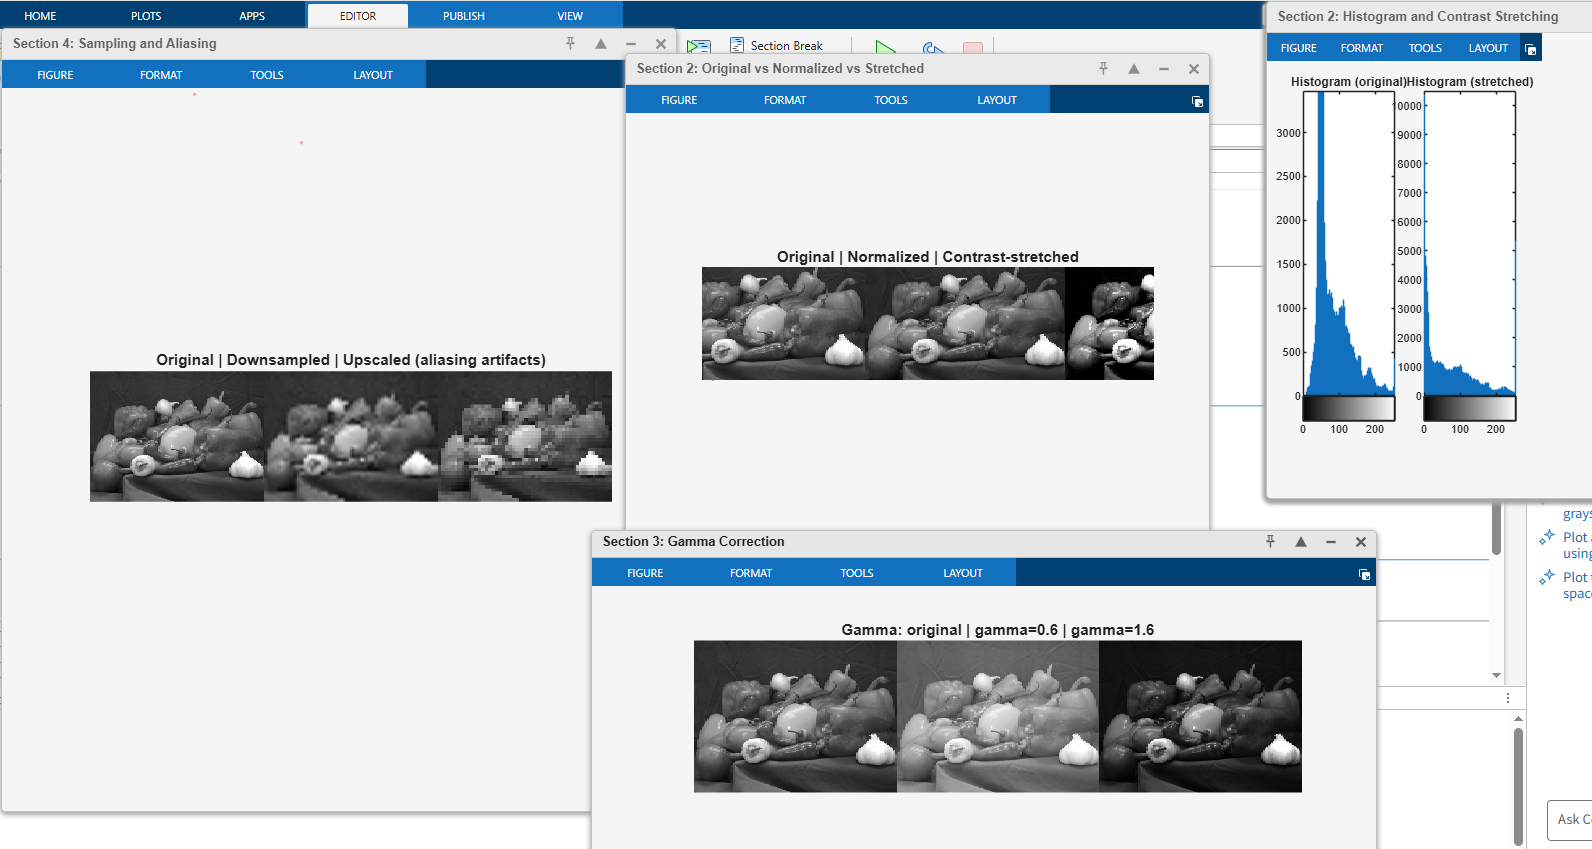 HOME PLOTS APPS EDITOR PUBLISH VIEW
Section Break
Section 4: Sampling and Aliasing
FIGURE FORMAT TOOLS LAYOUT
Original | Downsampled | Upscaled (aliasing artifacts)
Section 2: Original vs Normalized vs Stretched
FIGURE FORMAT TOOLS LAYOUT
Original | Normalized | Contrast-stretched
Section 2: Histogram and Contrast Stretching
FIGURE FORMAT TOOLS LAYOUT
Histogram (original)
3000
2500
2000
1500
1000
500
0
0 100 200
Histogram (stretched)
10000
9000
8000
7000
6000
5000
4000
3000
2000
1000
0
0 100 200
Section 3: Gamma Correction
FIGURE FORMAT TOOLS LAYOUT
Gamma: original | gamma=0.6 | gamma=1.6
grays
Plot
using
Plot
spac
Ask C